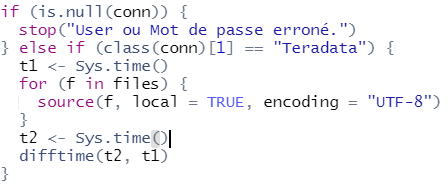 if (is.null(conn)) {
  stop("User ou Mot de passe erroné.")
} else if (class(conn)[1] == "Teradata") {
  t1 <- Sys.time()
  for (f in files) {
    source(f, local = TRUE, encoding = "UTF-8")
  }
  t2 <- Sys.time()
  difftime(t2, t1)
}